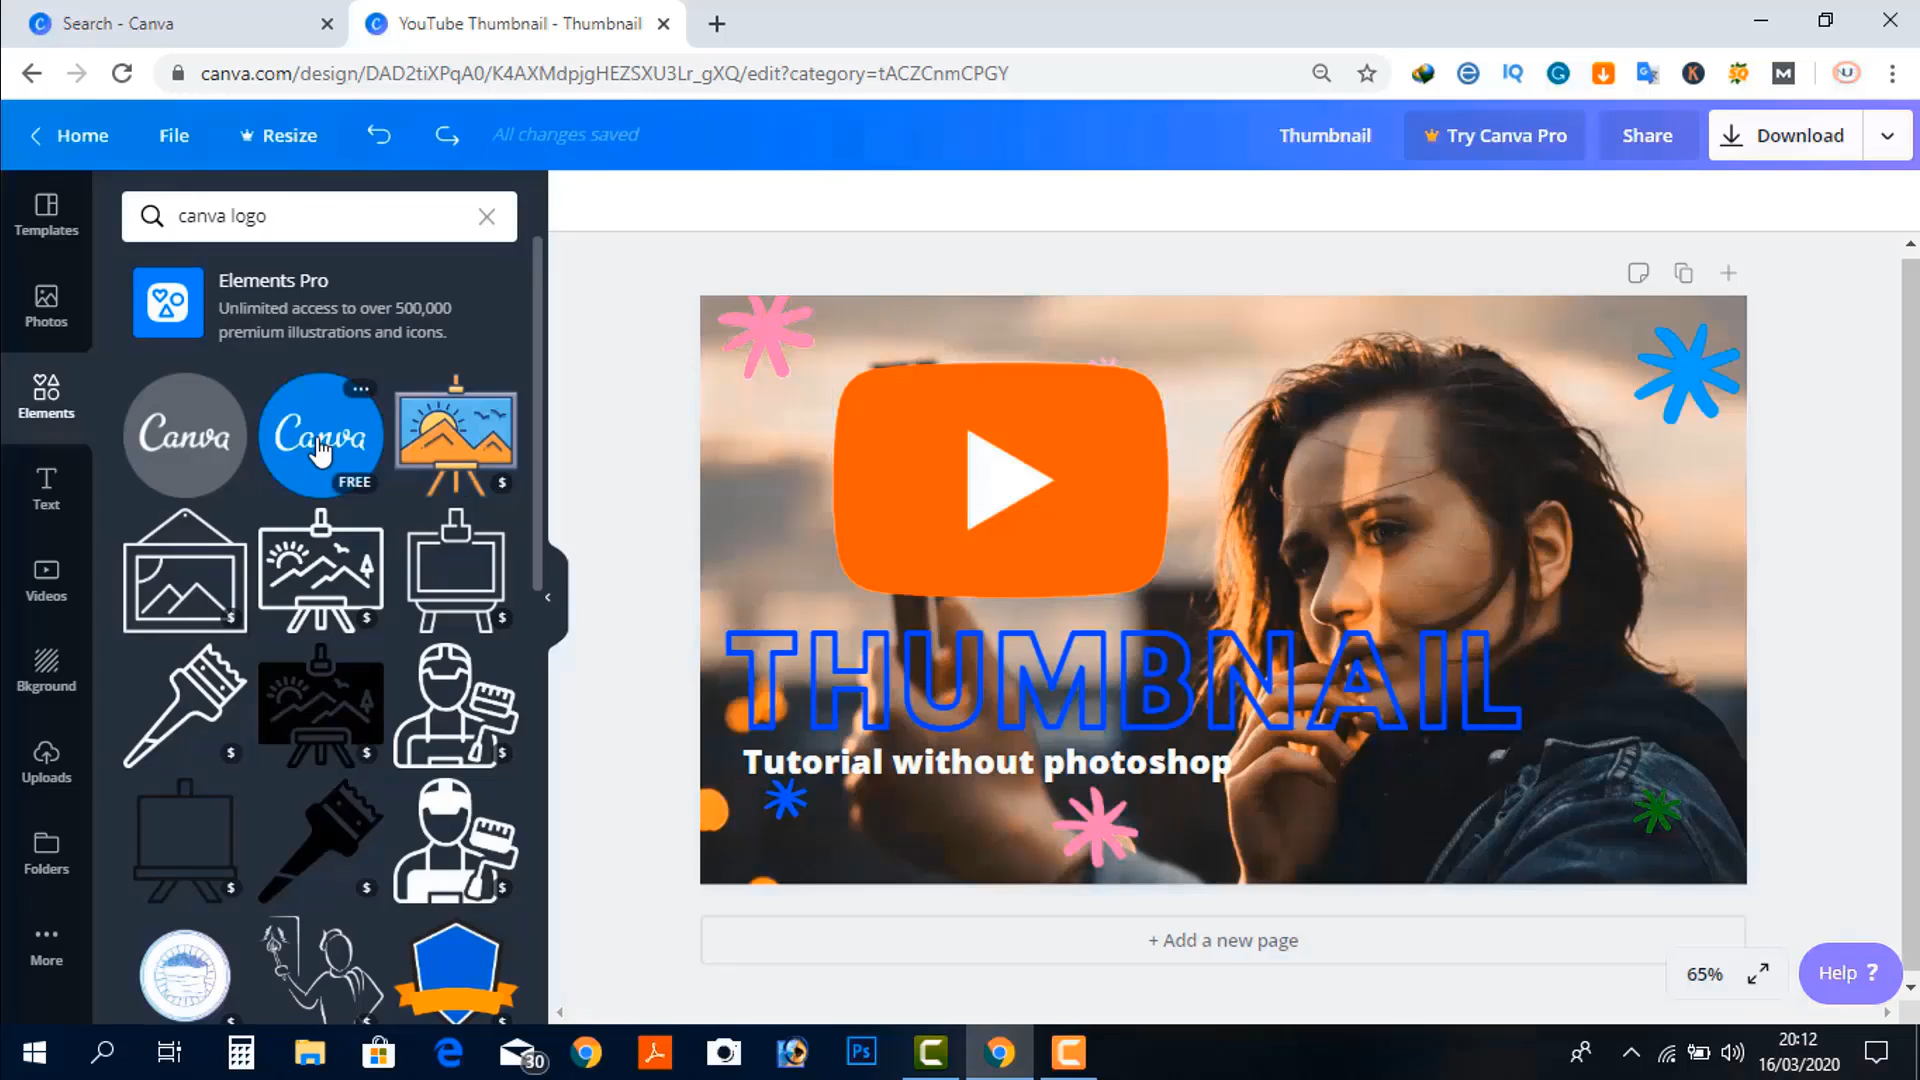 Search - Canva
YouTube Thumbnail - Thumbnail
canva.com/design/DAD2tiXPqA0/K4AXMdpjgHEZSXU3Lr_gXQ/edit?category=tACZCnmCPGY
Home
File
Resize
All changes saved
Thumbnail
Try Canva Pro
Share
Download
Templates
Photos
Elements
Text
Videos
Bkground
Uploads
Folders
More
canva logo
Elements Pro
Unlimited access to over 500,000
premium illustrations and icons.
Canva
Canva
FREE
THUMBNAIL
Tutorial without photoshop
+ Add a new page
65%
Help ?
30
Ps
20:12
16/03/2020